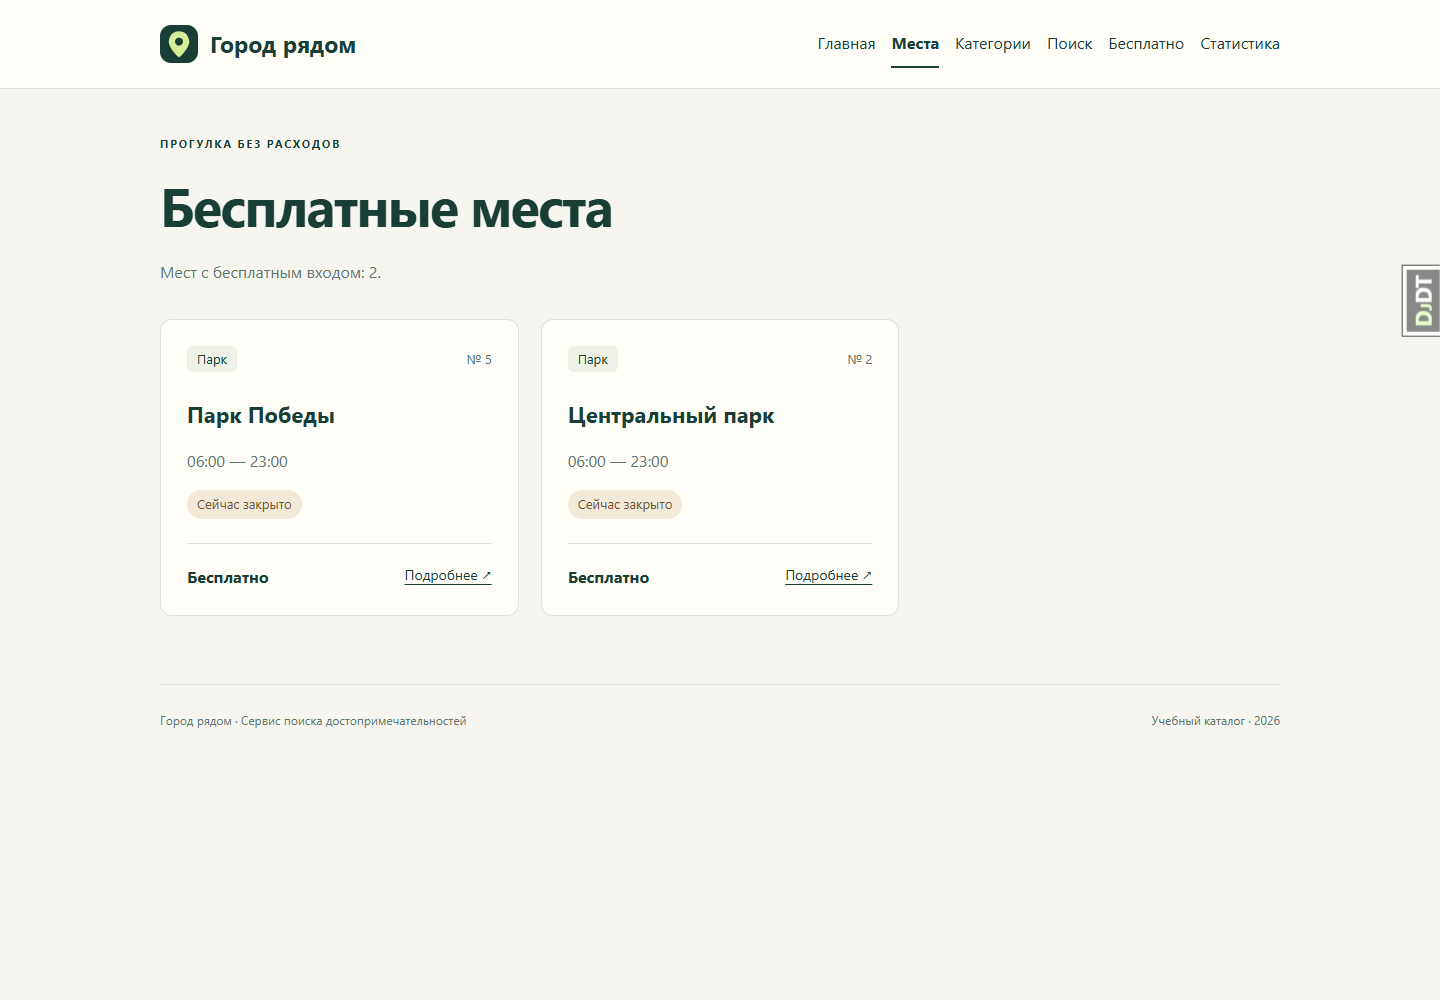 Город рядом
Главная Места Категории Поиск Бесплатно Статистика
ПРОГУЛКА БЕЗ РАСХОДОВ
Бесплатные места
Мест с бесплатным входом: 2.
Парк № 5
Парк Победы
06:00 — 23:00
Сейчас закрыто
Бесплатно Подробнее ↗
Парк № 2
Центральный парк
06:00 — 23:00
Сейчас закрыто
Бесплатно Подробнее ↗
DJDT
Город рядом · Сервис поиска достопримечательностей
Учебный каталог · 2026